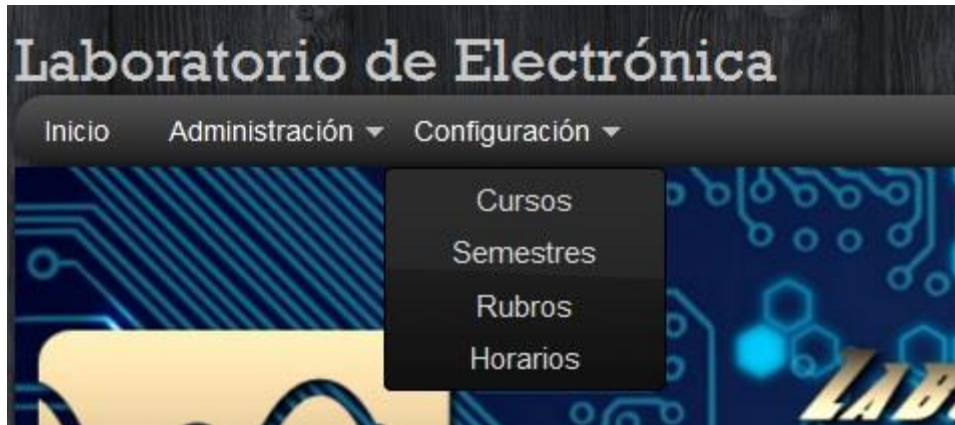 Laboratorio de Electrónica
Inicio Administración Configuración
Cursos
Semestres
Rubros
Horarios